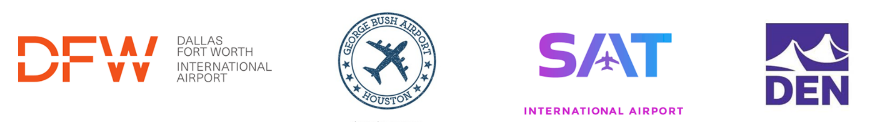 DFW
DALLAS
FORT WORTH
INTERNATIONAL
AIRPORT
GEORGE BUSH AIRPORT
HOUSTON
SAT
INTERNATIONAL AIRPORT
DEN